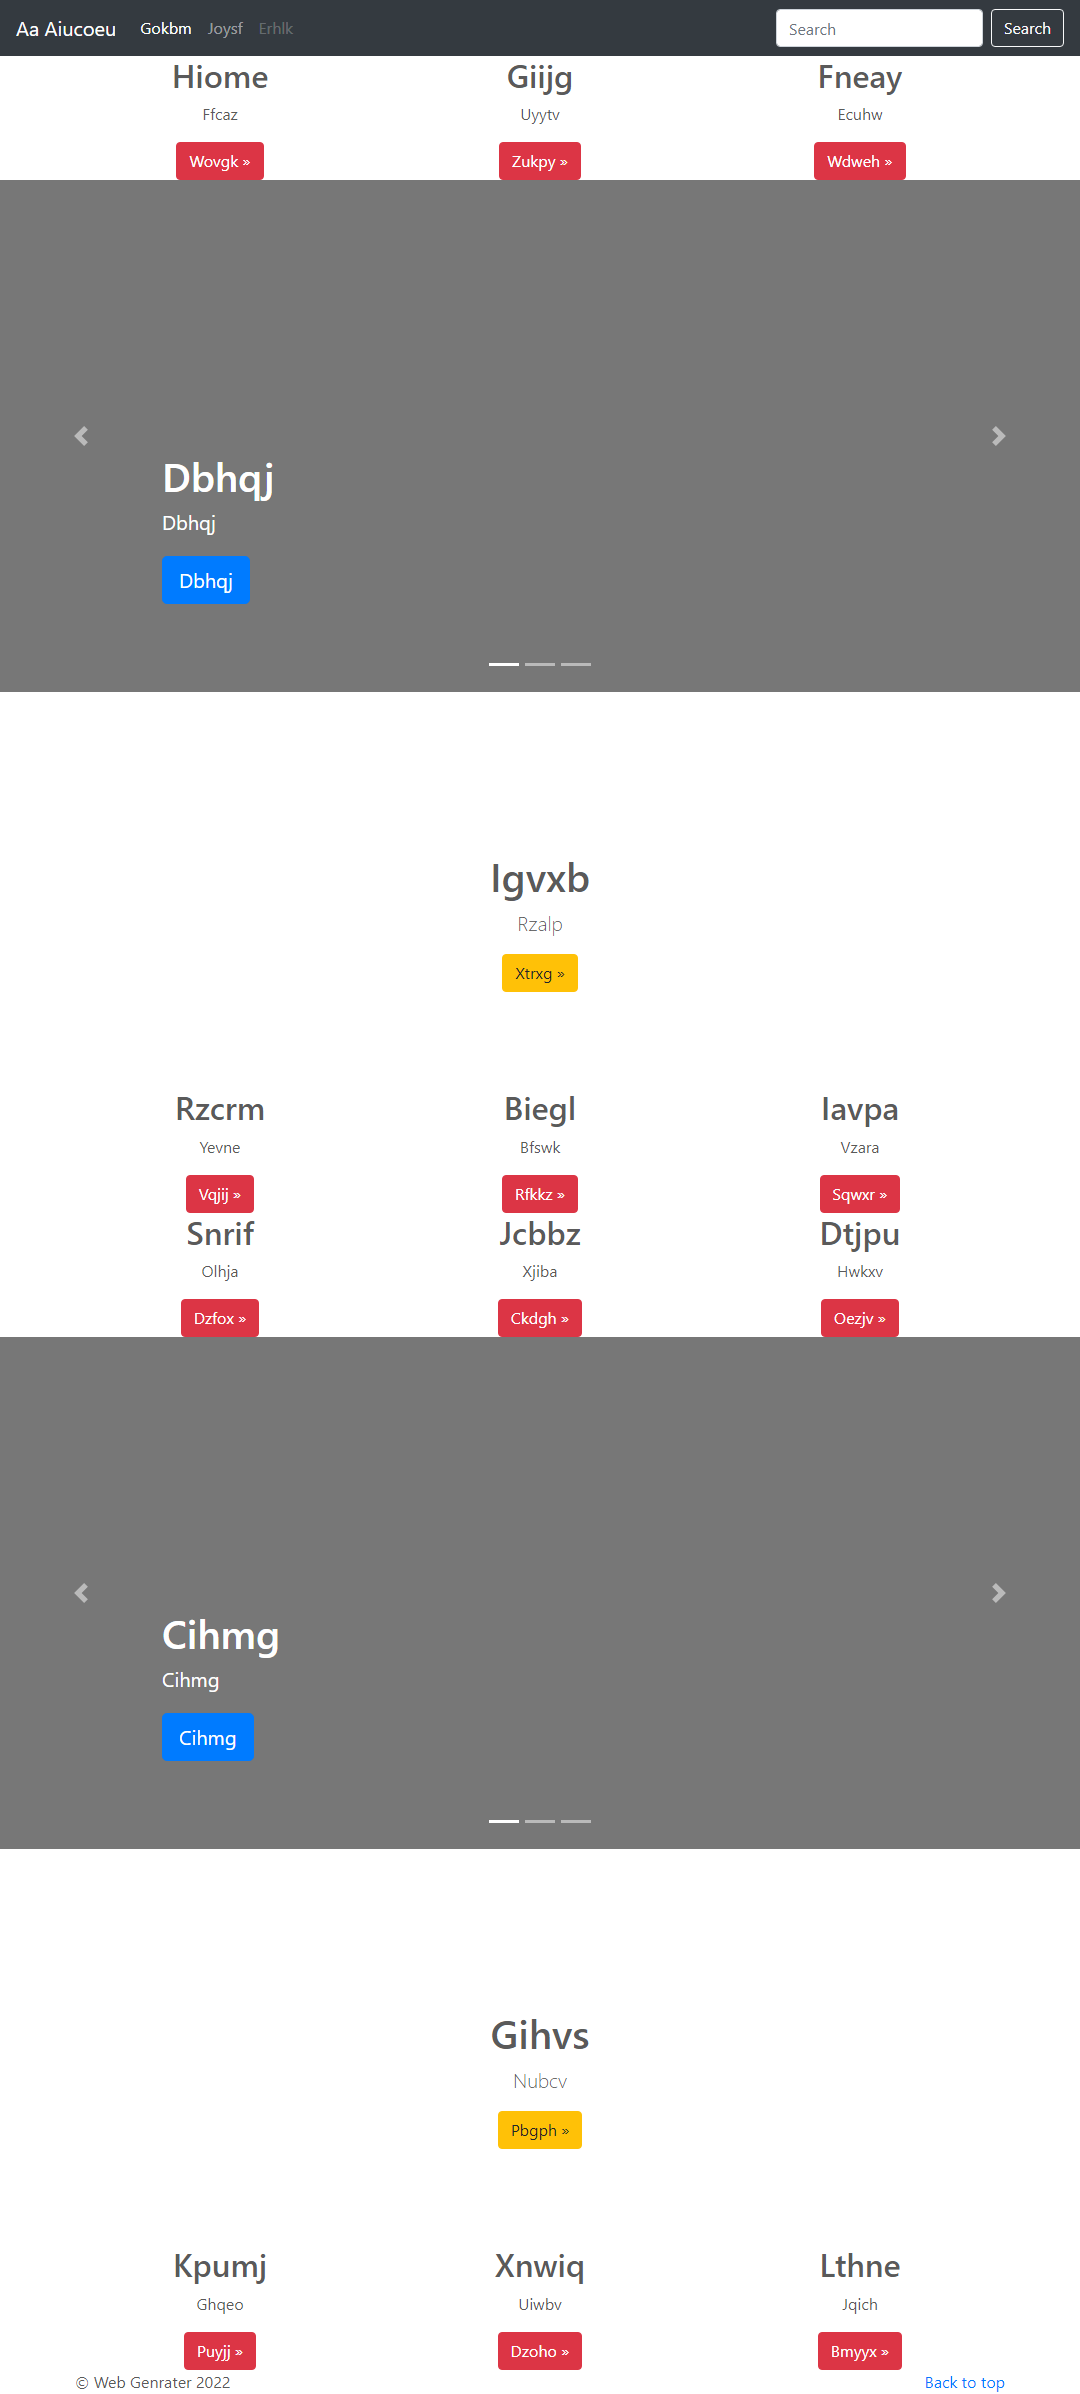 Aa Aiucoeu Gokbm Joysf Erhlk Search Search
Hiome Giijg Fneay
Ffcaz Uyytv Ecuhw
Wovgk » Zukpy » Wdweh »
Dbhqj
Dbhqj
Dbhqj
Igvxb
Rzalp
Xtrxg »
Rzcrm Biegl Iavpa
Yevne Bfswk Vzara
Vqjij » Rfkkz » Sqwxr »
Snrif Jcbbz Dtjpu
Olhja Xjiba Hwkxv
Dzfox » Ckdgh » Oezjv »
Cihmg
Cihmg
Cihmg
Gihvs
Nubcv
Pbgph »
Kpumj Xnwiq Lthne
Ghqeo Uiwbv Jqich
Puyjj » Dzoho » Bmyyx »
© Web Genrater 2022 Back to top